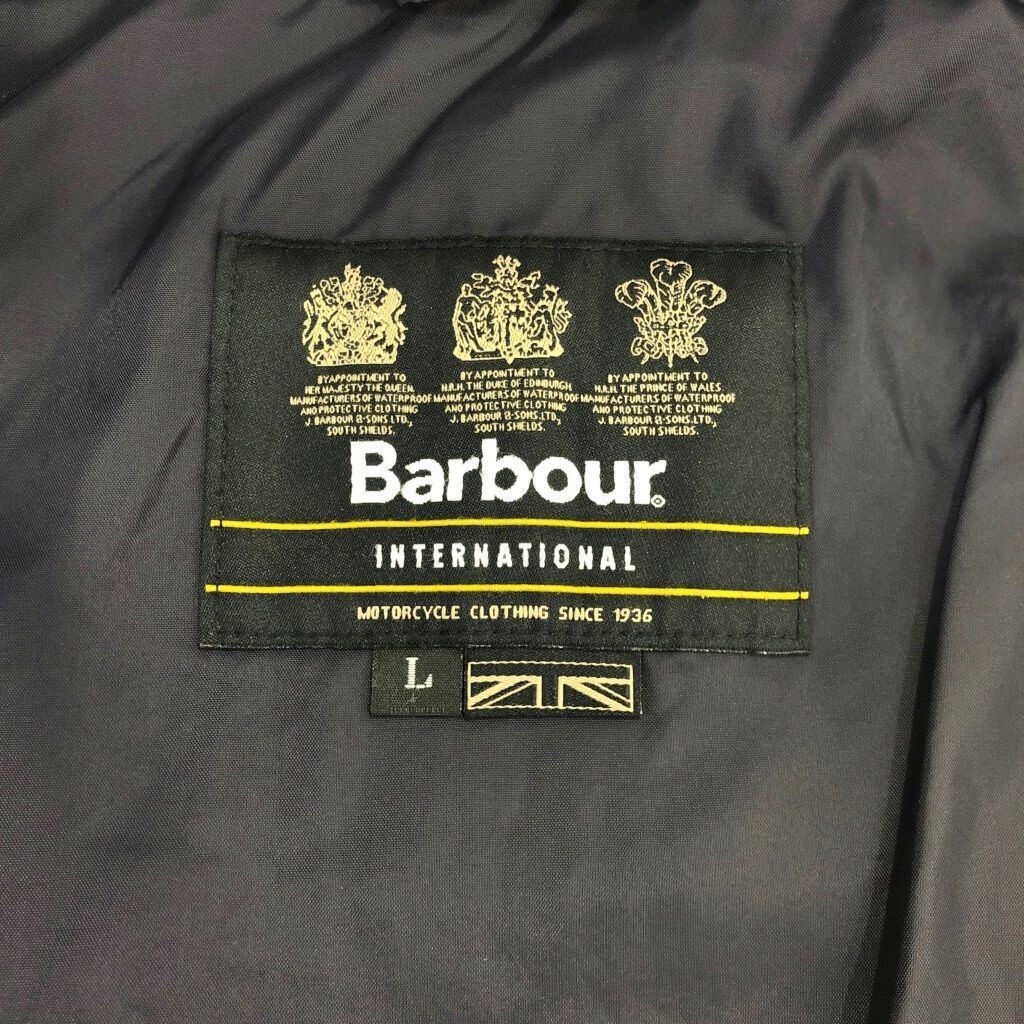 BY APPOINTMENT TO
HER MAJESTY THE QUEEN
MANUFACTURERS OF WATERPROOF
AND PROTECTIVE CLOTHING
J. BARBOUR & SONS LTD.,
SOUTH SHIELDS.
BY APPOINTMENT TO
H.R.H. THE DUKE OF EDINBURGH
MANUFACTURERS OF WATERPROOF
AND PROTECTIVE CLOTHING
J. BARBOUR & SONS LTD.,
SOUTH SHIELDS.
BY APPOINTMENT TO
H.R.H. THE PRINCE OF WALES
MANUFACTURERS OF WATERPROOF
AND PROTECTIVE CLOTHING
J. BARBOUR & SONS LTD.,
SOUTH SHIELDS.
Barbour®
INTERNATIONAL
MOTORCYCLE CLOTHING SINCE 1936
L